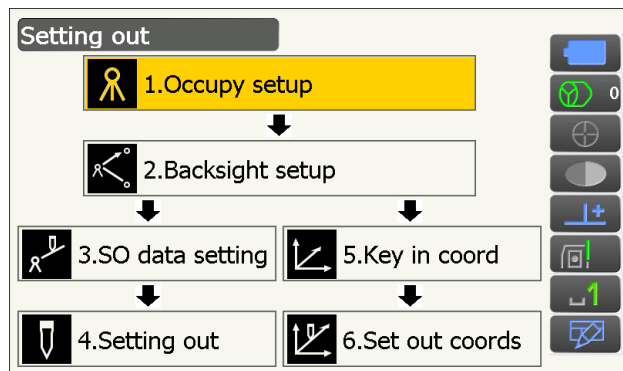 Setting out
1.Occupy setup
0
2.Backsight setup
3.SO data setting
5.Key in coord
4.Setting out
6.Set out coords
1